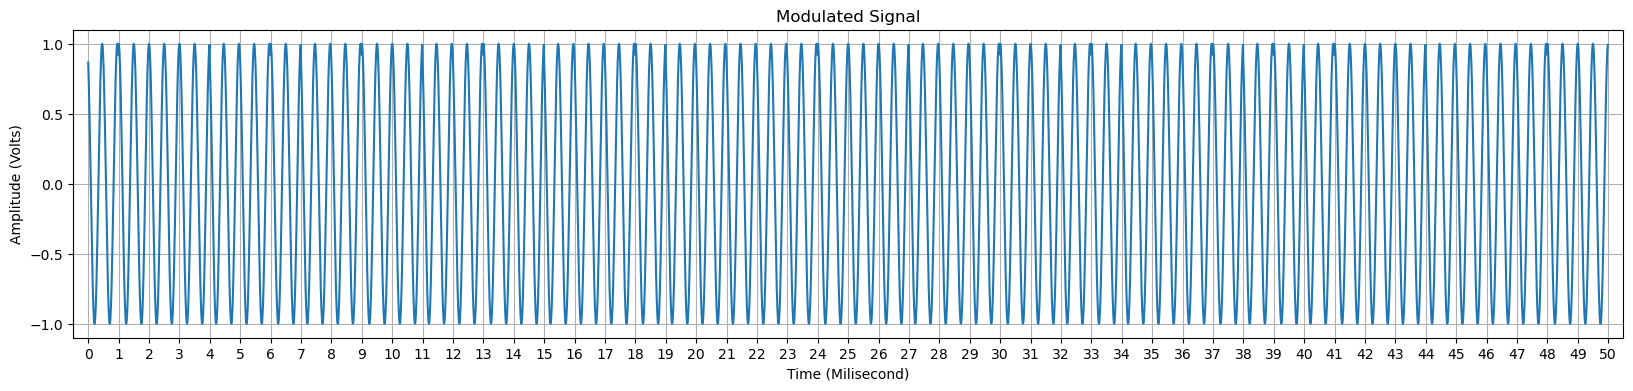 Modulated Signal
Amplitude (Volts)
1.0
0.5
0.0
−0.5
−1.0
0 1 2 3 4 5 6 7 8 9 10 11 12 13 14 15 16 17 18 19 20 21 22 23 24 25 26 27 28 29 30 31 32 33 34 35 36 37 38 39 40 41 42 43 44 45 46 47 48 49 50
Time (Milisecond)